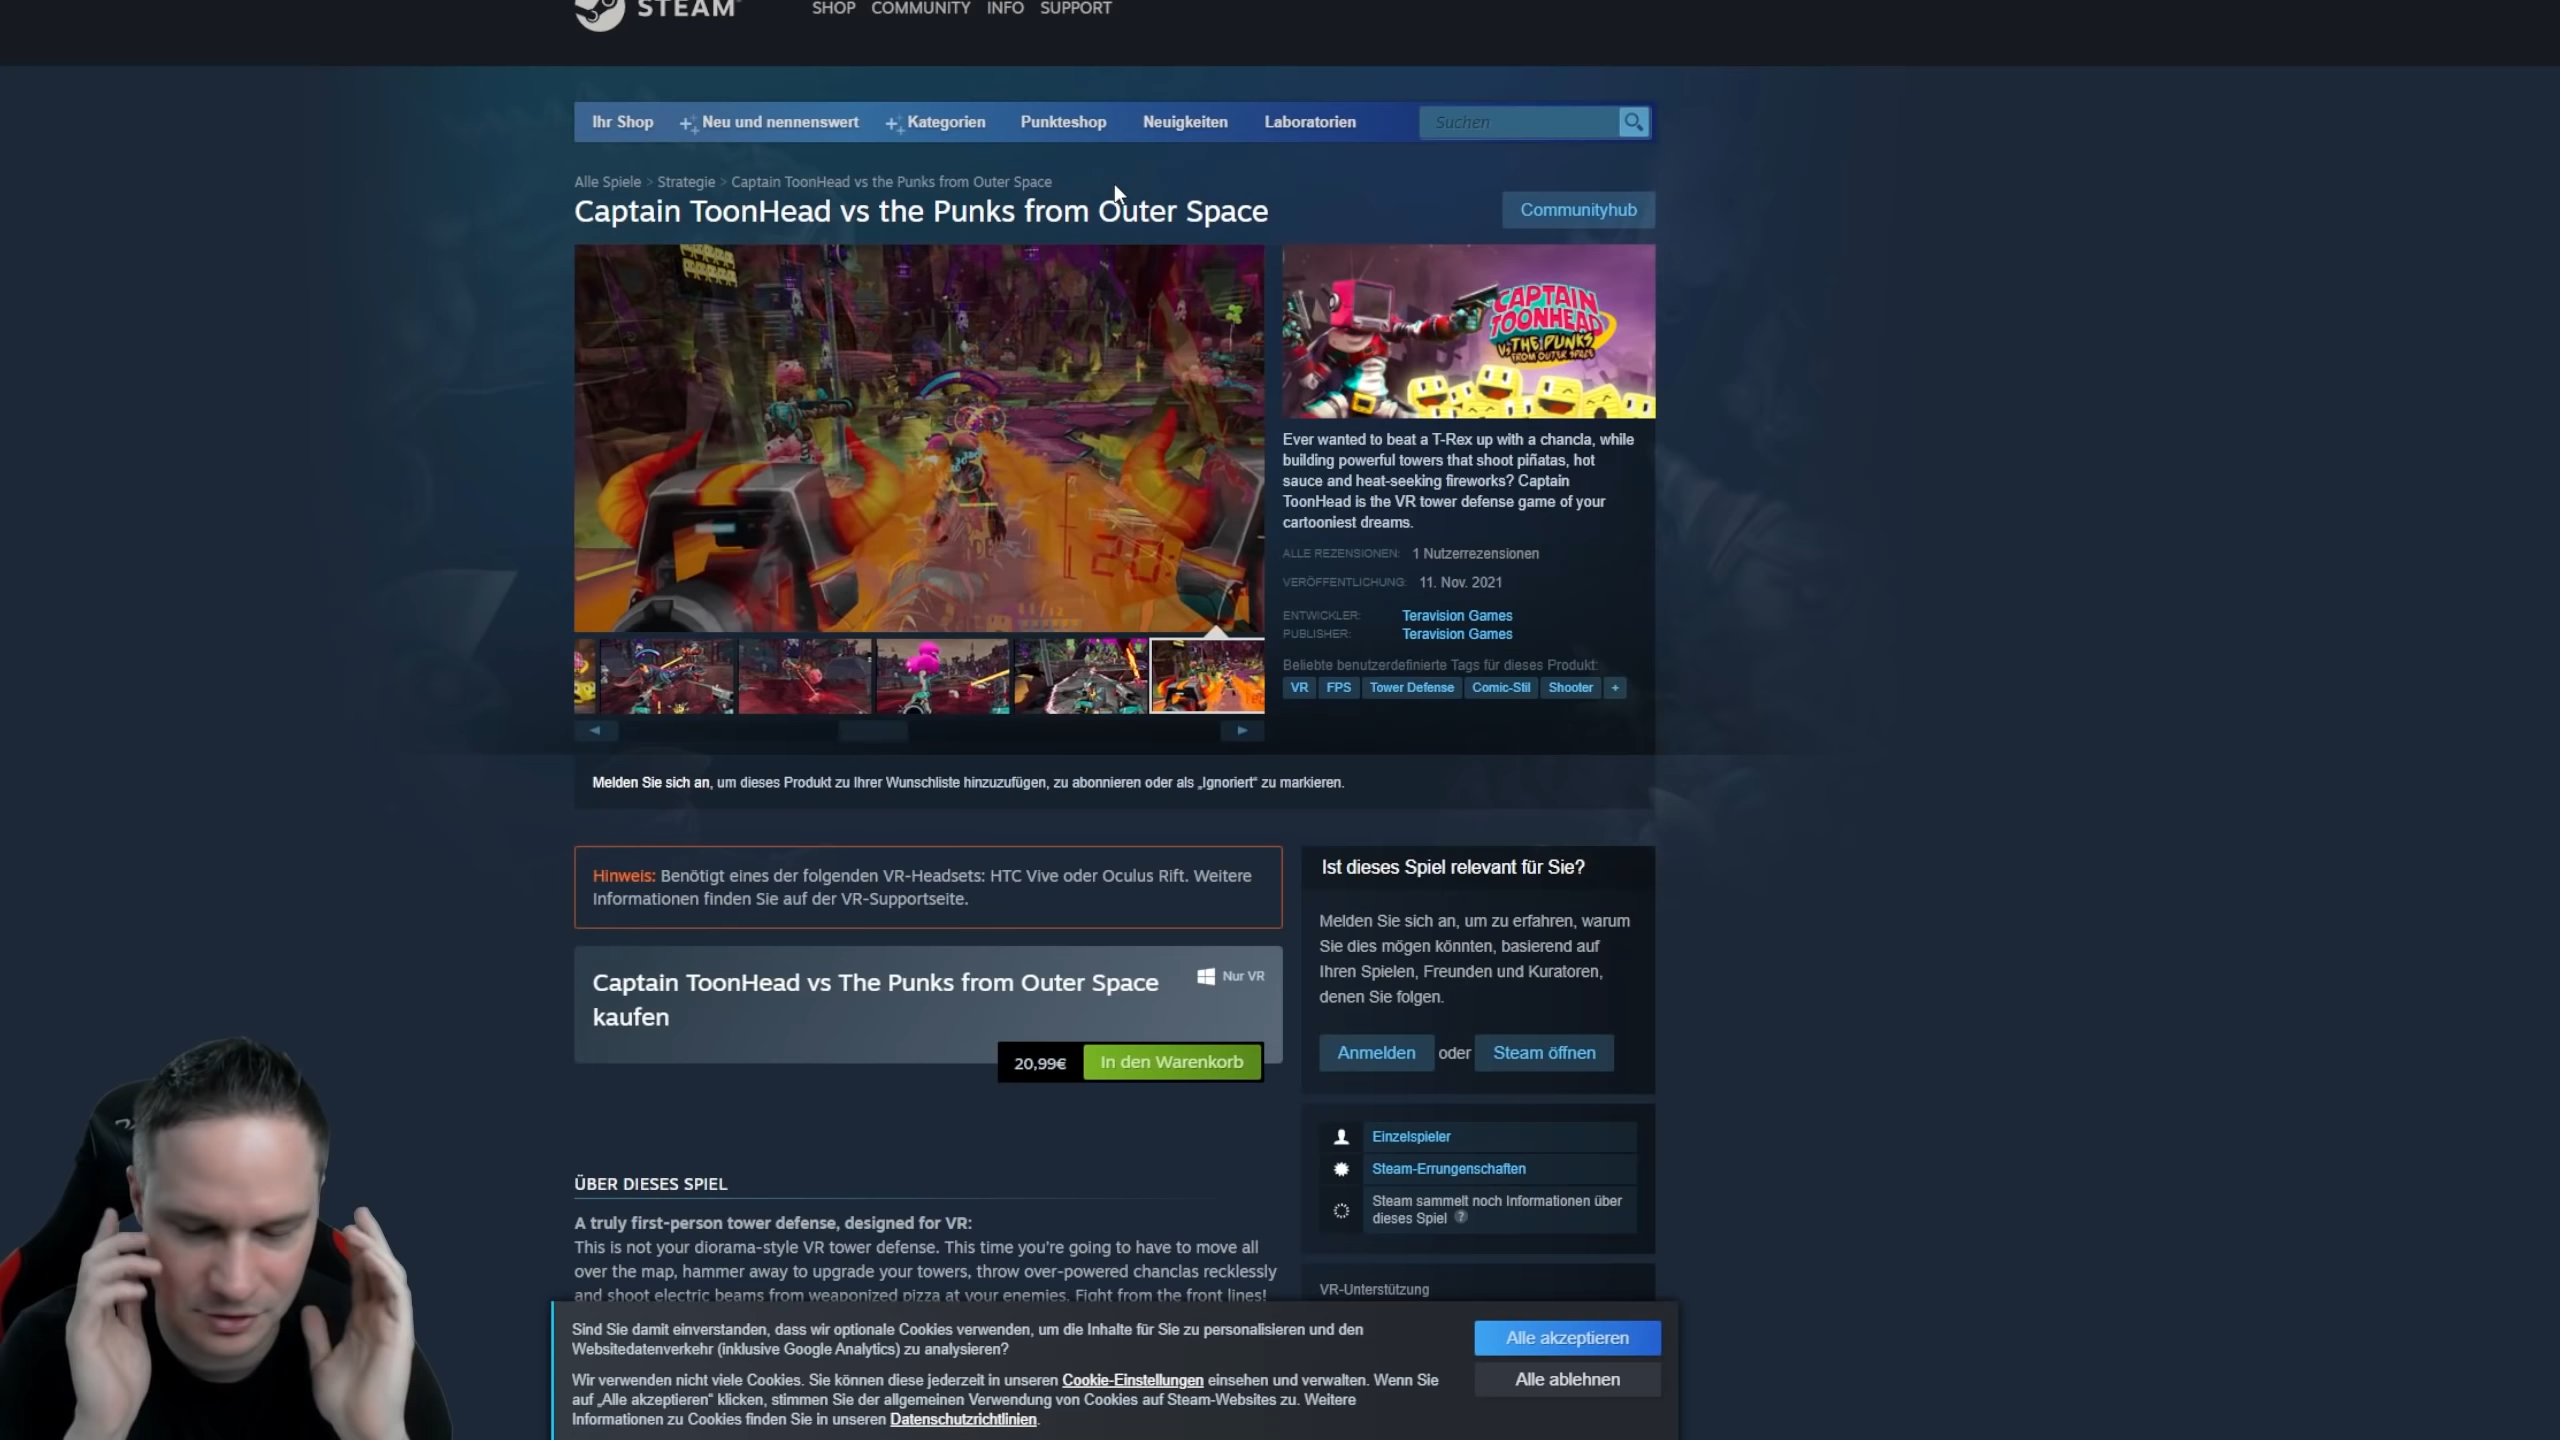 STEAM
SHOP COMMUNITY INFO SUPPORT
Ihr Shop Neu und nennenswert Kategorien Punkteshop Neuigkeiten Laboratorien Suchen
Alle Spiele > Strategie > Captain ToonHead vs the Punks from Outer Space
Captain ToonHead vs the Punks from Outer Space
Communityhub
CAPTAIN
TOONHEAD
VS THE PUNKS
FROM OUTER SPACE
Ever wanted to beat a T-Rex up with a chancla, while
building powerful towers that shoot piñatas, hot
sauce and heat-seeking fireworks? Captain
ToonHead is the VR tower defense game of your
cartooniest dreams.
ALLE REZENSIONEN: 1 Nutzerrezensionen
VERÖFFENTLICHUNG: 11. Nov. 2021
ENTWICKLER: Teravision Games
PUBLISHER: Teravision Games
Beliebte benutzerdefinierte Tags für dieses Produkt:
VR FPS Tower Defense Comic-Stil Shooter +
Melden Sie sich an, um dieses Produkt zu Ihrer Wunschliste hinzuzufügen, zu abonnieren oder als „Ignoriert“ zu markieren.
Hinweis: Benötigt eines der folgenden VR-Headsets: HTC Vive oder Oculus Rift. Weitere
Informationen finden Sie auf der VR-Supportseite.
Captain ToonHead vs The Punks from Outer Space
kaufen
Nur VR
20,99€ In den Warenkorb
Ist dieses Spiel relevant für Sie?
Melden Sie sich an, um zu erfahren, warum
Sie dies mögen könnten, basierend auf
Ihren Spielen, Freunden und Kuratoren,
denen Sie folgen.
Anmelden oder Steam öffnen
Einzelspieler
Steam-Errungenschaften
Steam sammelt noch Informationen über
dieses Spiel ?
VR-Unterstützung
ÜBER DIESES SPIEL
A truly first-person tower defense, designed for VR:
This is not your diorama-style VR tower defense. This time you’re going to have to move all
over the map, hammer away to upgrade your towers, throw over-powered chanclas recklessly
and shoot electric beams from weaponized pizza at your enemies. Fight from the front lines!
Sind Sie damit einverstanden, dass wir optionale Cookies verwenden, um die Inhalte für Sie zu personalisieren und den
Websitedatenverkehr (inklusive Google Analytics) zu analysieren?
Wir verwenden nicht viele Cookies. Sie können diese jederzeit in unseren Cookie-Einstellungen einsehen und verwalten. Wenn Sie
auf „Alle akzeptieren“ klicken, stimmen Sie der allgemeinen Verwendung von Cookies auf Steam-Websites zu. Weitere
Informationen zu Cookies finden Sie in unseren Datenschutzrichtlinien.
Alle akzeptieren
Alle ablehnen